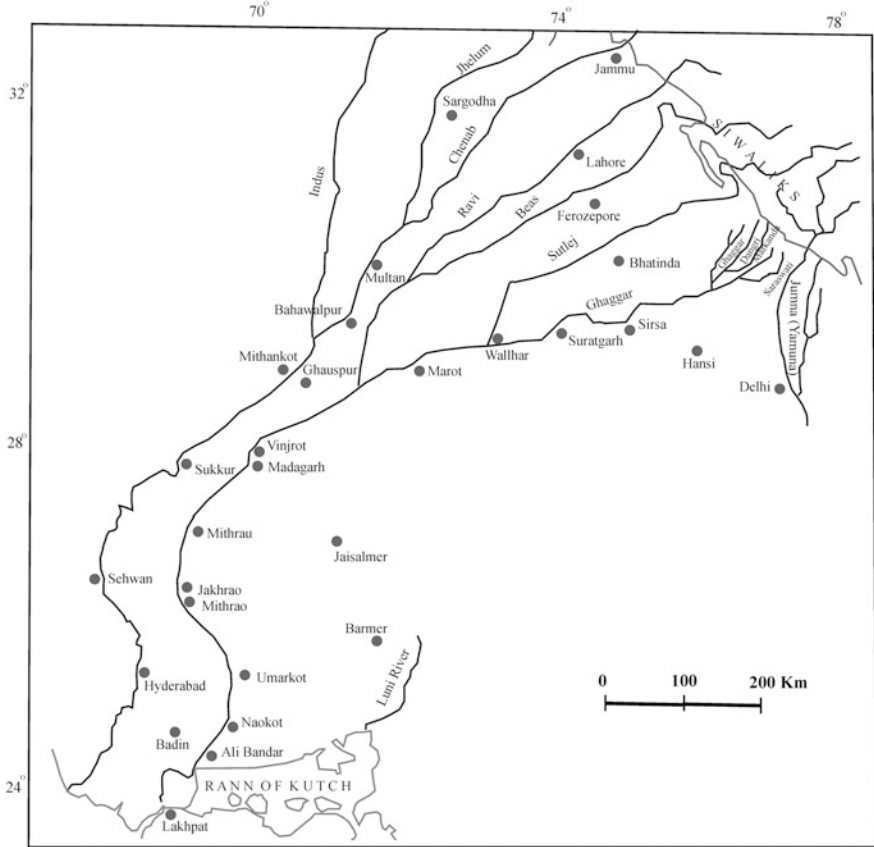 70°
74°
78°
32°
28°
24°
Jhelum
Jammu
Sargodha
Chenab
SIWALIKS
Indus
Lahore
Ravi
Beas
Ferozepore
Sutlej
Ghaggar
Dangri
Markanda
Multan
Bhatinda
Saraswati
Jumna (Yamuna)
Ghaggar
Bahawalpur
Sirsa
Suratgarh
Wallhar
Hansi
Mithankot
Ghauspur
Marot
Delhi
Vinjrot
Sukkur
Madagarh
Mithrau
Jaisalmer
Sehwan
Jakhrao
Mithrao
Barmer
Umarkot
Hyderabad
Luni River
0 100 200 Km
Naokot
Badin
Ali Bandar
RANN OF KUTCH
Lakhpat